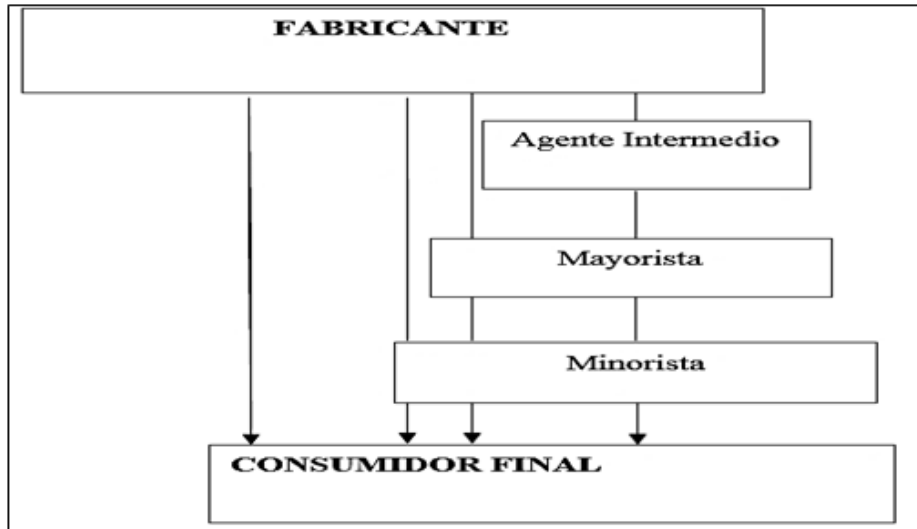 FABRICANTE
Agente Intermedio
Mayorista
Minorista
CONSUMIDOR FINAL